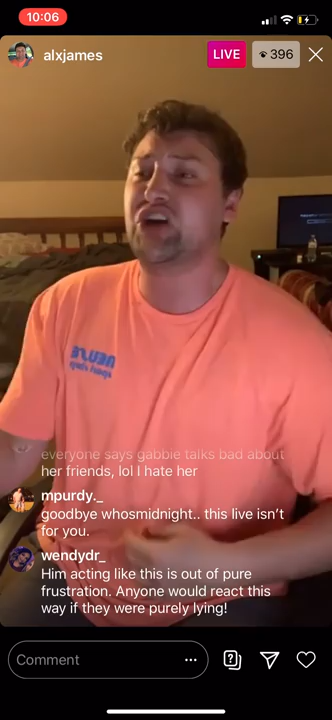 10:06
alxjames
LIVE
396
everyone says gabbie talks bad about
her friends, lol I hate her
mpurdy._
goodbye whosmidnight.. this live isn't
for you.
wendydr_
Him acting like this is out of pure
frustration. Anyone would react this
way if they were purely lying!
Comment